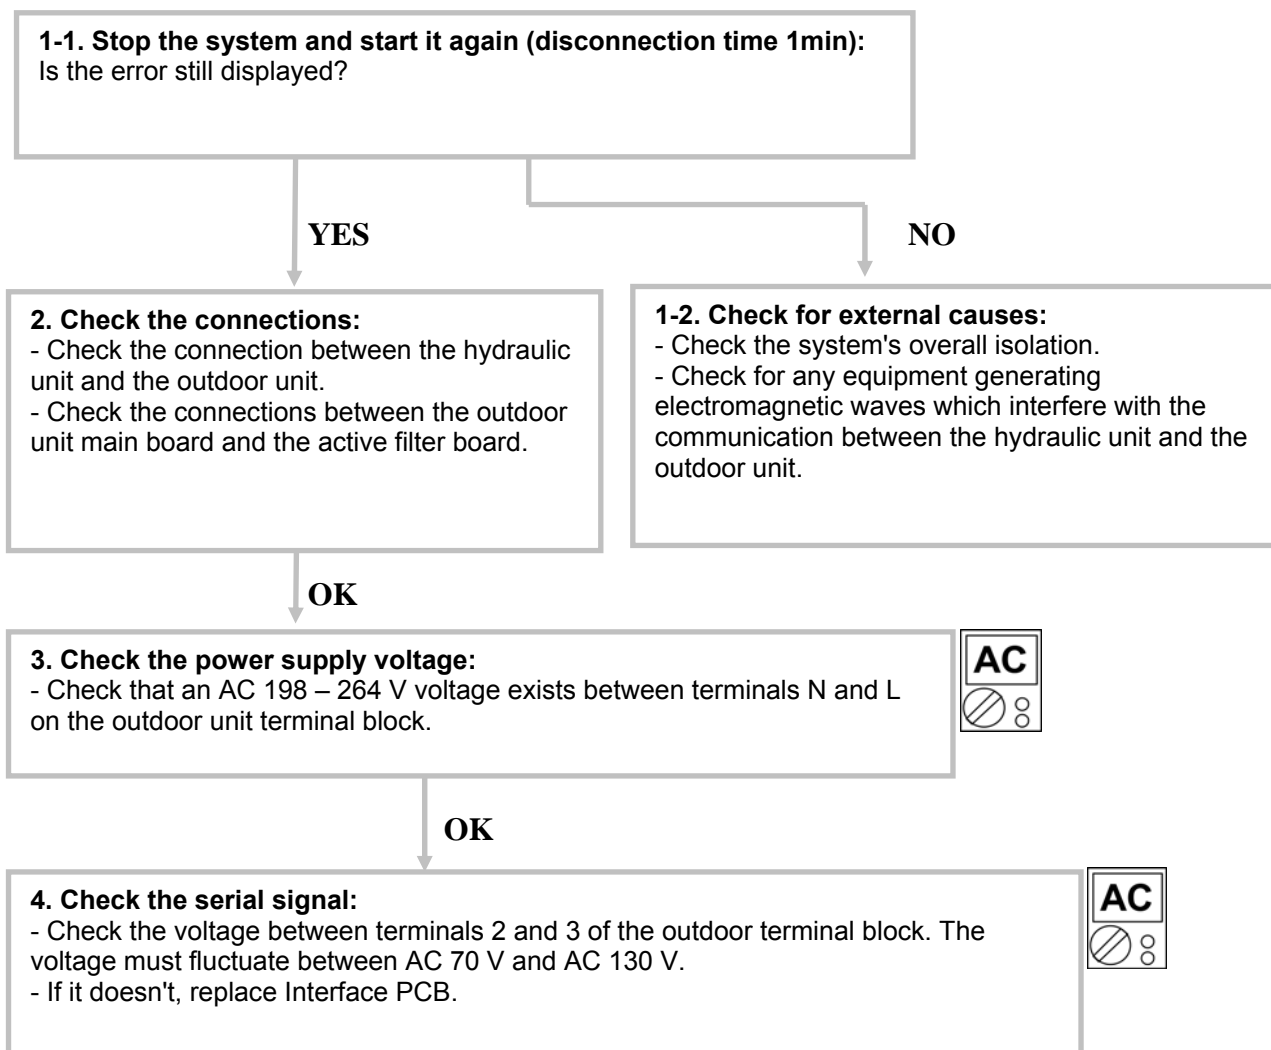 1-1. Stop the system and start it again (disconnection time 1min):
Is the error still displayed?
YES
NO
2. Check the connections:
- Check the connection between the hydraulic
unit and the outdoor unit.
- Check the connections between the outdoor
unit main board and the active filter board.
1-2. Check for external causes:
- Check the system's overall isolation.
- Check for any equipment generating
electromagnetic waves which interfere with the
communication between the hydraulic unit and the
outdoor unit.
OK
3. Check the power supply voltage:
- Check that an AC 198 – 264 V voltage exists between terminals N and L
on the outdoor unit terminal block.
AC
OK
4. Check the serial signal:
- Check the voltage between terminals 2 and 3 of the outdoor terminal block. The
voltage must fluctuate between AC 70 V and AC 130 V.
- If it doesn't, replace Interface PCB.
AC